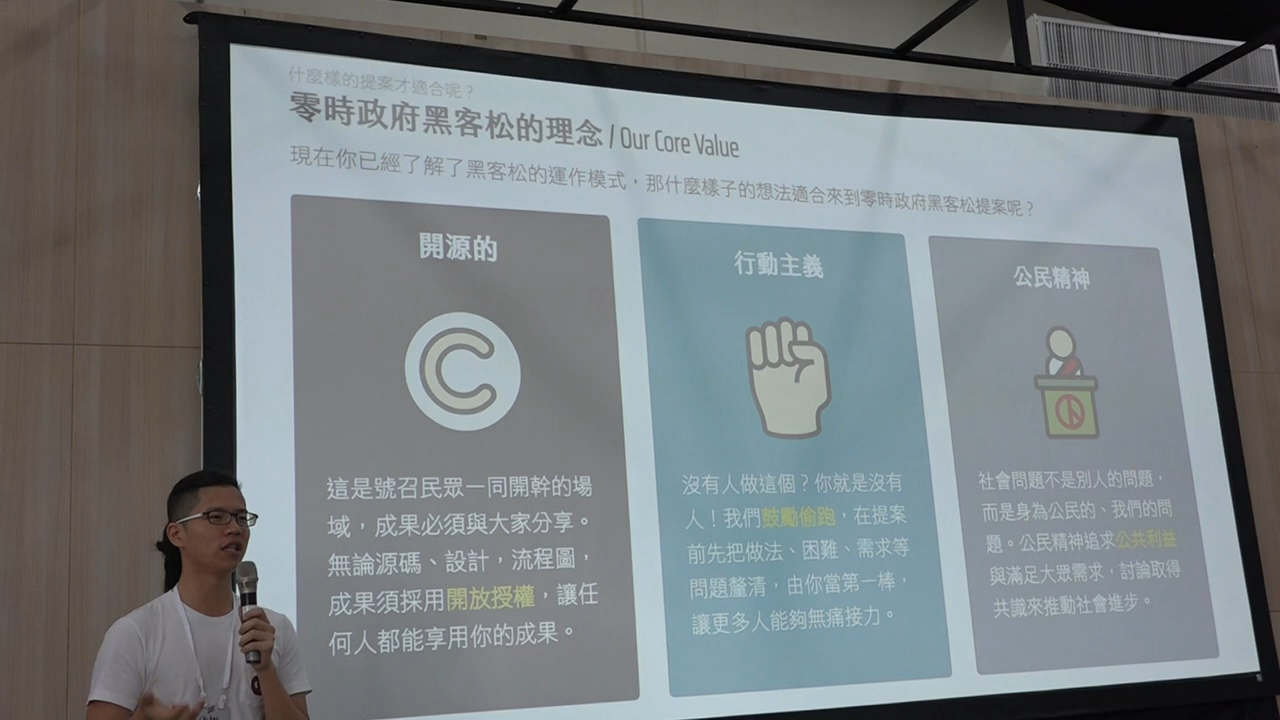 什麼樣的提案才適合呢？
零時政府黑客松的理念 / Our Core Value
現在你已經了解了黑客松的運作模式，那什麼樣子的想法適合來到零時政府黑客松提案呢？
開源的
這是號召民眾一同開幹的場
域，成果必須與大家分享。
無論源碼、設計，流程圖，
成果須採用開放授權，讓任
何人都能享用你的成果。
行動主義
沒有人做這個？你就是沒有
人！我們鼓勵偷跑，在提案
前先把做法、困難、需求等
問題釐清，由你當第一棒，
讓更多人能夠無痛接力。
公民精神
社會問題不是別人的問題，
而是身為公民的、我們的問
題。公民精神追求公共利益
與滿足大眾需求，討論取得
共識來推動社會進步。